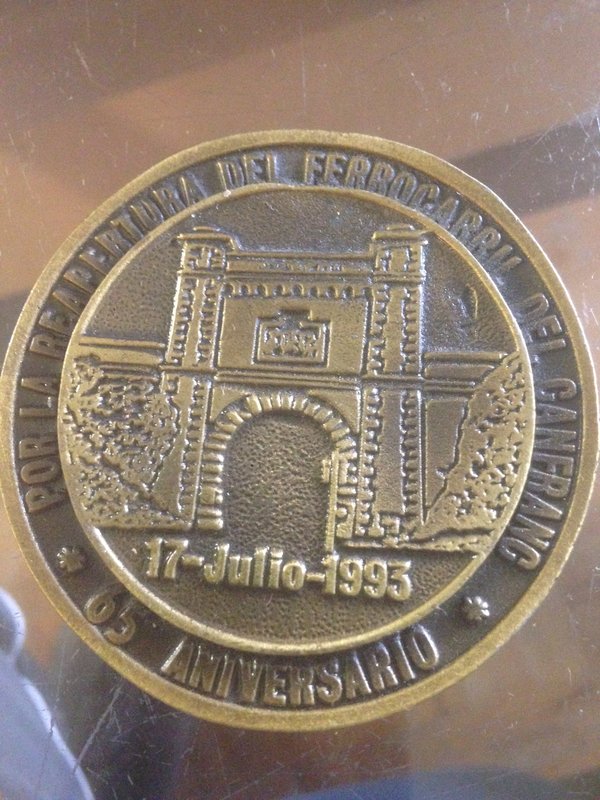 POR LA REAPERTURA DEL FERROCARRIL DEL CANFRANC
17-Julio-1993
65 ANIVERSARIO